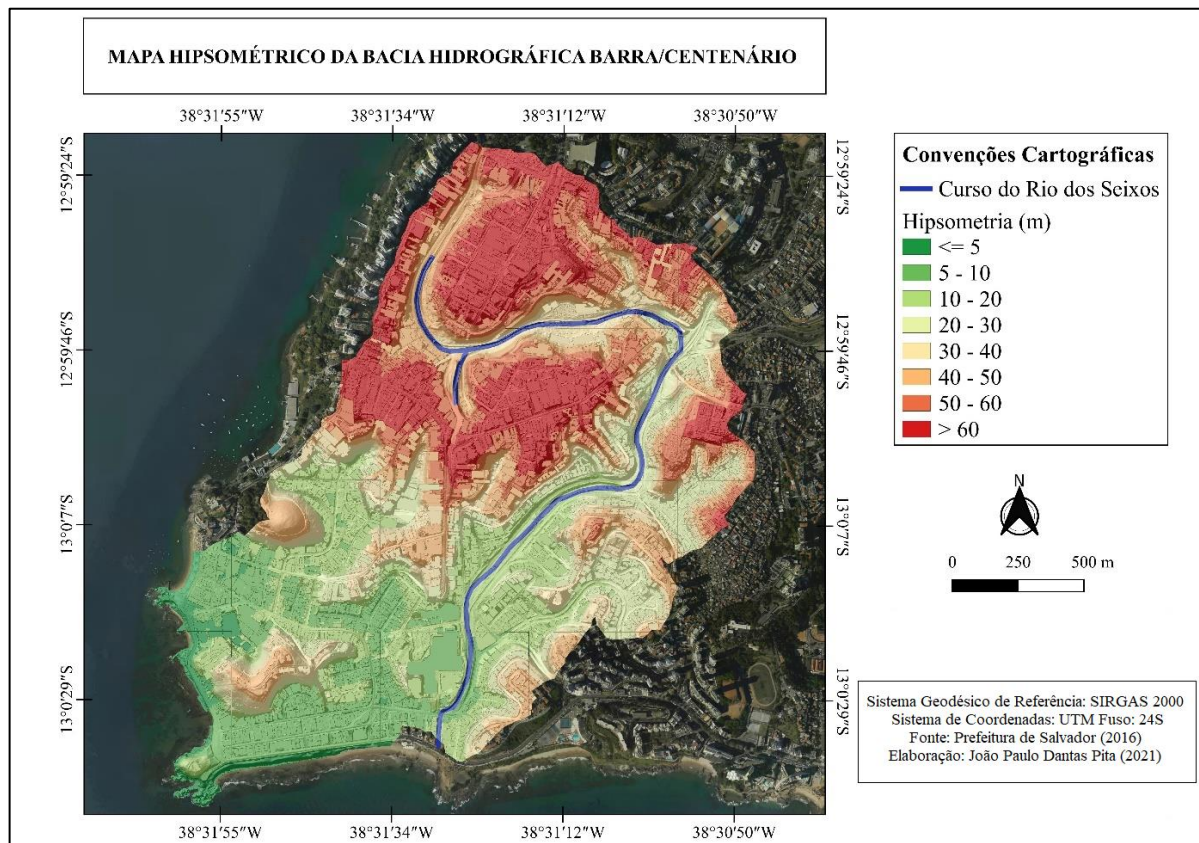 MAPA HIPSOMÉTRICO DA BACIA HIDROGRÁFICA BARRA/CENTENÁRIO
38°31'55"W 38°31'34"W 38°31'12"W 38°30'50"W
12°59'24"S
12°59'46"S
13°0'7"S
13°0'29"S
12°59'24"S
12°59'46"S
13°0'7"S
13°0'29"S
38°31'55"W 38°31'34"W 38°31'12"W 38°30'50"W
Convenções Cartográficas
Curso do Rio dos Seixos
Hipsometria (m)
<= 5
5 - 10
10 - 20
20 - 30
30 - 40
40 - 50
50 - 60
> 60
N
0 250 500 m
Sistema Geodésico de Referência: SIRGAS 2000
Sistema de Coordenadas: UTM Fuso: 24S
Fonte: Prefeitura de Salvador (2016)
Elaboração: João Paulo Dantas Pita (2021)